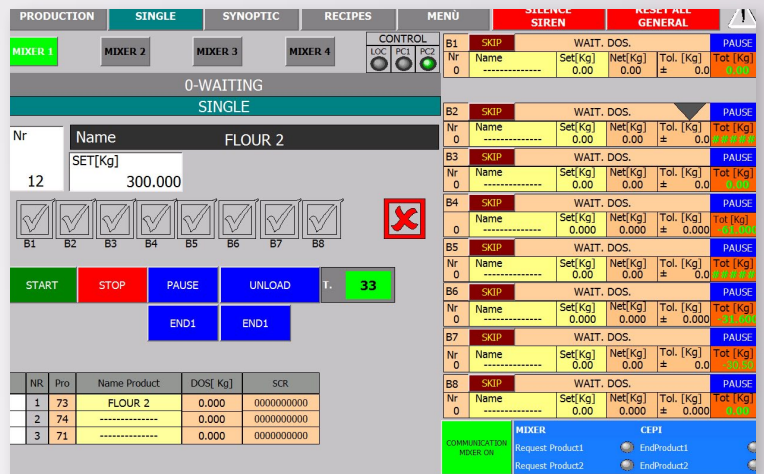 PRODUCTION SINGLE SYNOPTIC RECIPES MENÙ SILENCE SIREN RESET ALL GENERAL
MIXER 1 MIXER 2 MIXER 3 MIXER 4 CONTROL
LOC PC1 PC2
0-WAITING
SINGLE
Nr Name FLOUR 2
SET[Kg]
12 300.000
B1 B2 B3 B4 B5 B6 B7 B8
START STOP PAUSE UNLOAD T. 33
END1 END1
NR Pro Name Product DOS[ Kg] SCR
1 73 FLOUR 2 0.000 0000000000
2 74 -------------- 0.000 0000000000
3 71 -------------- 0.000 0000000000
B1 SKIP WAIT. DOS. PAUSE
Nr Name Set[Kg] Net[Kg] Tol. [Kg] Tot [Kg]
0 -------------- 0.00 0.00 ± 0.0 0.00
B2 SKIP WAIT. DOS. PAUSE
Nr Name Set[Kg] Net[Kg] Tol. [Kg] Tot [Kg]
0 -------------- 0.00 0.00 ± 0.0 #####
B3 SKIP WAIT. DOS. PAUSE
Nr Name Set[Kg] Net[Kg] Tol. [Kg] Tot [Kg]
0 -------------- 0.00 0.00 ± 0.0 0.00
B4 SKIP WAIT. DOS. PAUSE
Nr Name Set[Kg] Net[Kg] Tol. [Kg] Tot [Kg]
0 -------------- 0.000 0.000 ± 0.000 -61.000
B5 SKIP WAIT. DOS. PAUSE
Nr Name Set[Kg] Net[Kg] Tol. [Kg] Tot [Kg]
0 -------------- 0.00 0.00 ± 0.0 #####
B6 SKIP WAIT. DOS. PAUSE
Nr Name Set[Kg] Net[Kg] Tol. [Kg] Tot [Kg]
0 -------------- 0.000 0.000 ± 0.000 -31.600
B7 SKIP WAIT. DOS. PAUSE
Nr Name Set[Kg] Net[Kg] Tol. [Kg] Tot [Kg]
0 -------------- 0.00 0.00 ± 0.0 -30.50
B8 SKIP WAIT. DOS. PAUSE
Nr Name Set[Kg] Net[Kg] Tol. [Kg] Tot [Kg]
0 -------------- 0.000 0.000 ± 0.000 0.00
COMMUNICATION MIXER ON
MIXER CEPI
Request Product1 EndProduct1
Request Product2 EndProduct2